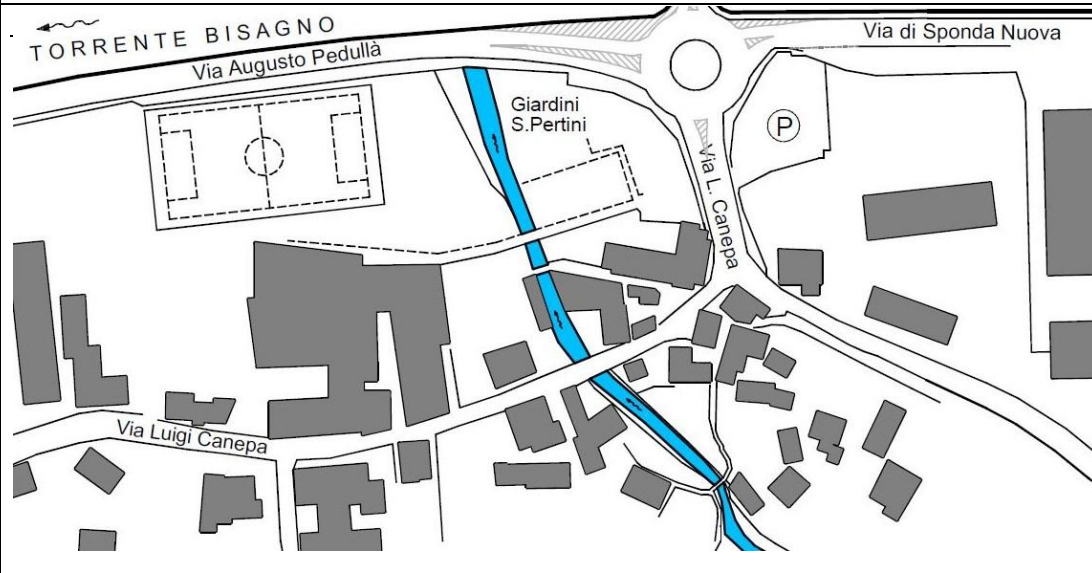 TORRENTE BISAGNO
Via Augusto Pedullà
Via di Sponda Nuova
Giardini
S.Pertini
P
Via L. Canepa
Via Luigi Canepa